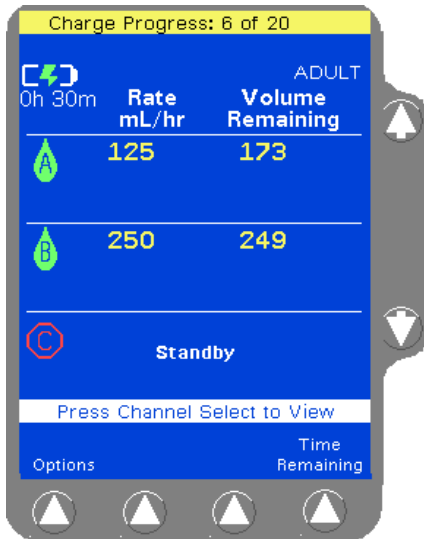 Charge Progress: 6 of 20
ADULT
0h 30m Rate Volume
mL/hr Remaining
A 125 173
B 250 249
C Standby
Press Channel Select to View
Time
Options Remaining